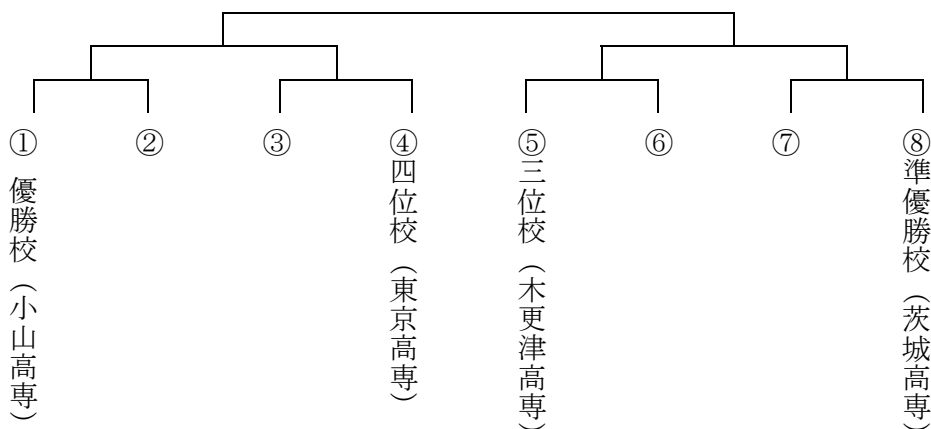 ① ② ③ ④ ⑤ ⑥ ⑦ ⑧
優勝校（小山高専）
四位校（東京高専）
三位校（木更津高専）
準優勝校（茨城高専）